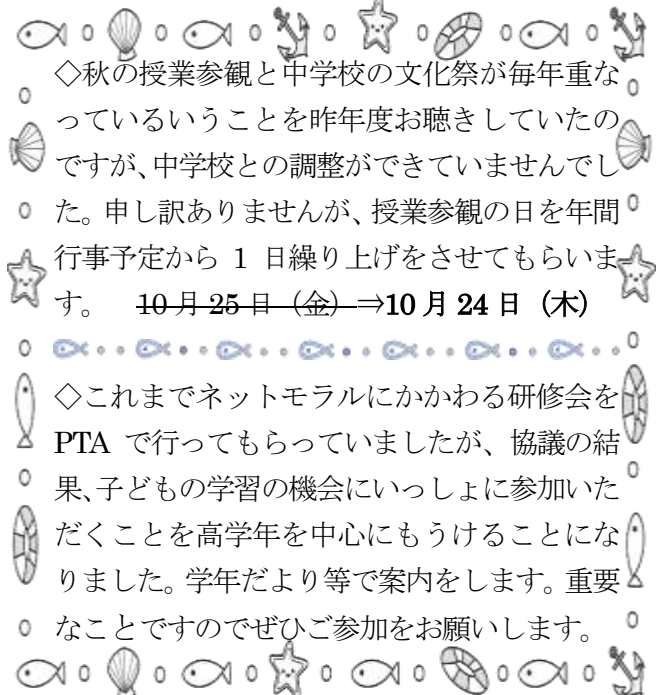 ◇秋の授業参観と中学校の文化祭が毎年重な
っているいうことを昨年度お聴きしていたの
ですが、中学校との調整ができていませんでし
た。申し訳ありませんが、授業参観の日を年間
行事予定から 1 日繰り上げをさせてもらいま
す。 10 月 25 日（金）⇒10 月 24 日（木）
◇これまでネットモラルにかかわる研修会を
PTA で行ってもらっていましたが、協議の結
果、子どもの学習の機会にいっしょに参加いた
だくことを高学年を中心にもうけることにな
りました。学年だより等で案内をします。重要
なことですのでぜひご参加をお願いします。